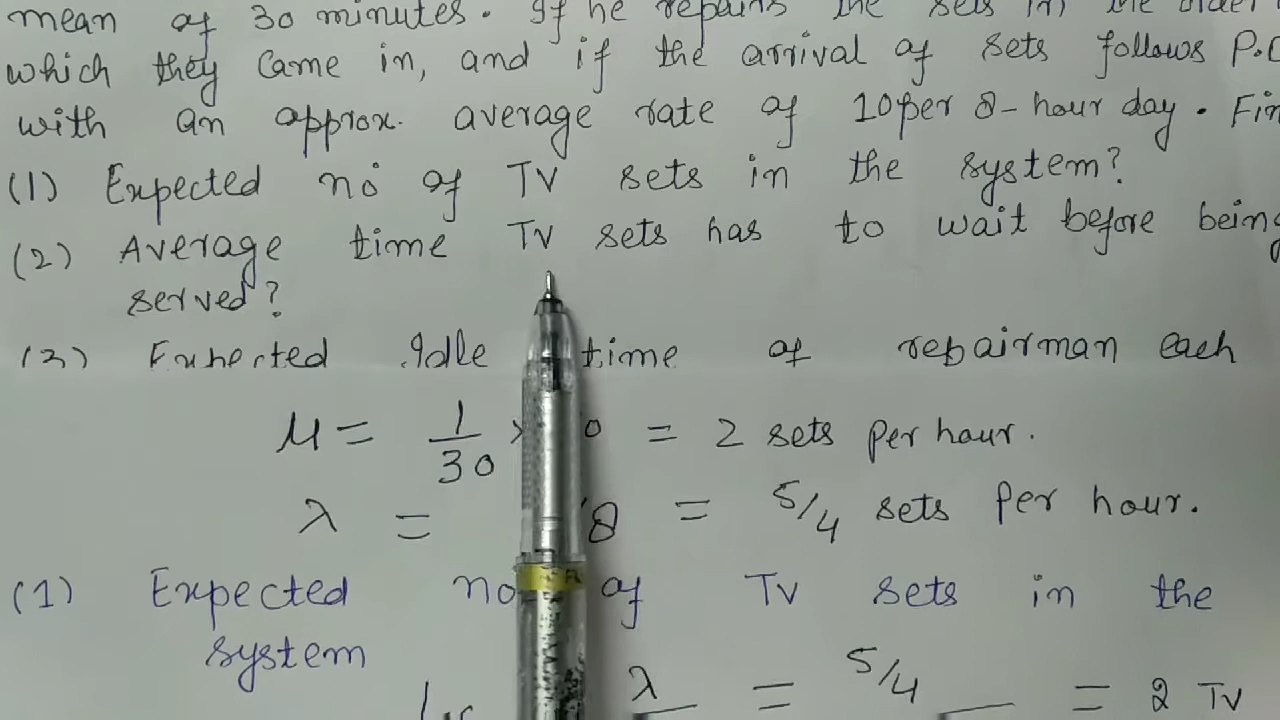 mean of 30 minutes. If he repairs the sets in the order
which they came in, and if the arrival of sets follows P.D
with an approx. average rate of 10 per 8-hour day. Fin
(1) Expected no of TV sets in the system?
(2) Average time TV sets has to wait before being
served?
(3) Expected Idle time of repairman each
μ = 1/30 × 0 = 2 sets per hour.
λ = 8 = 5/4 sets per hour.
(1) Expected no of TV sets in the
system
Ls λ = 5/4 = 2 TV